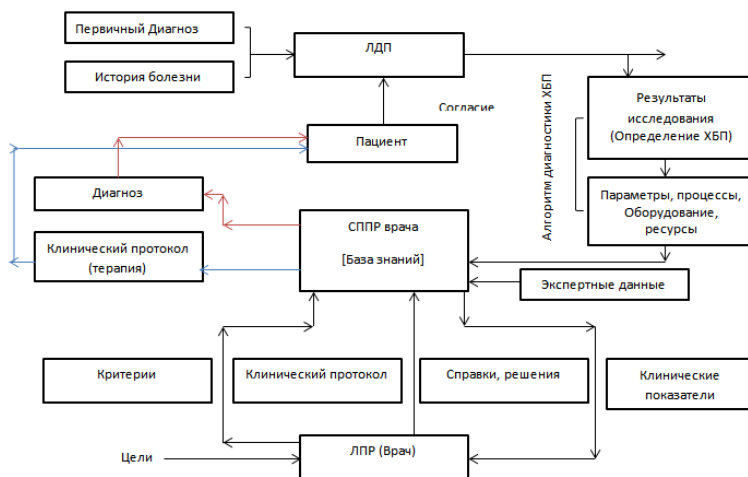 Первичный Диагноз
История болезни
ЛДП
Согласие
Пациент
Алгоритм диагностики ХБП
Результаты
исследования
(Определение ХБП)
Диагноз
Параметры, процессы,
Оборудование,
ресурсы
СППР врача
[База знаний]
Клинический протокол
(терапия)
Экспертные данные
Критерии
Клинический протокол
Справки, решения
Клинические
показатели
Цели
ЛПР (Врач)